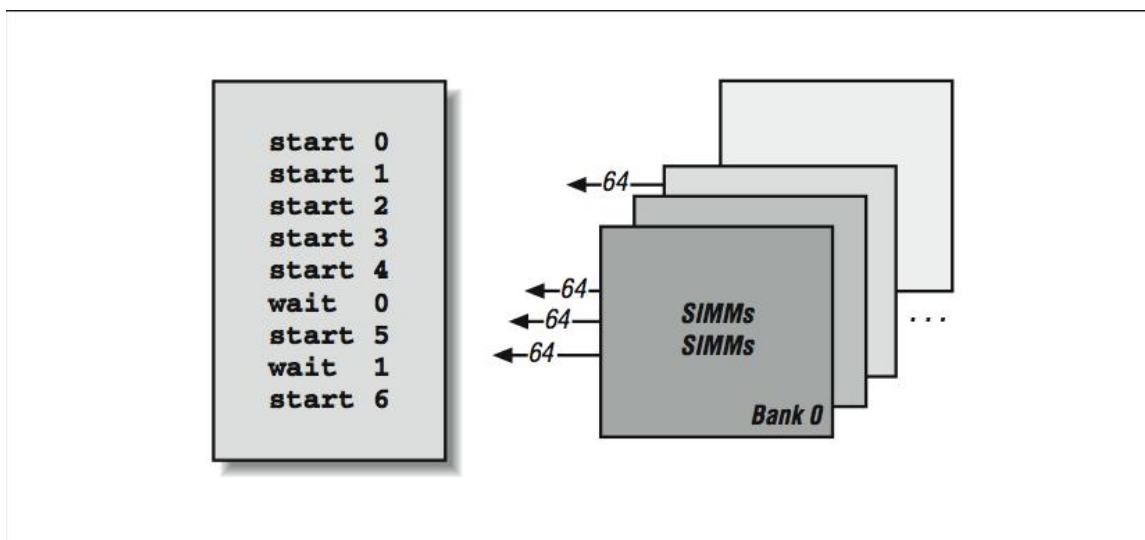 start 0
start 1
start 2
start 3
start 4
wait 0
start 5
wait 1
start 6
64
64
64
64
SIMMs
SIMMs
...
Bank 0